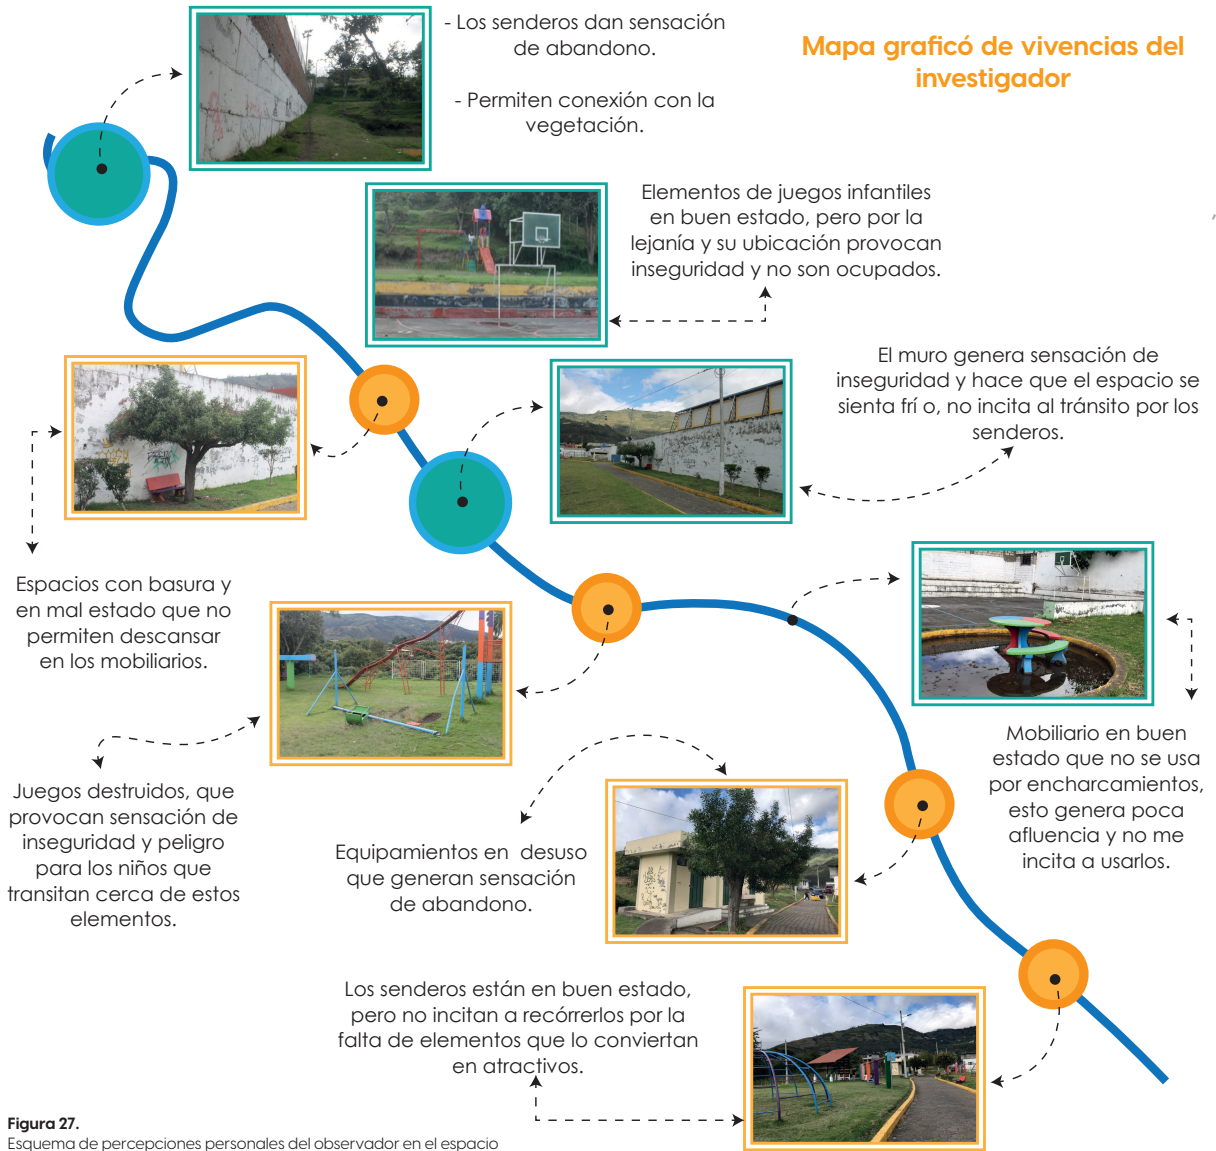 - Los senderos dan sensación
de abandono.
- Permiten conexión con la
vegetación.
Mapa graficó de vivencias del
investigador
Elementos de juegos infantiles
en buen estado, pero por la
lejanía y su ubicación provocan
inseguridad y no son ocupados.
El muro genera sensación de
inseguridad y hace que el espacio se
sienta frí o, no incita al tránsito por los
senderos.
Espacios con basura y
en mal estado que no
permiten descansar
en los mobiliarios.
Mobiliario en buen
estado que no se usa
por encharcamientos,
esto genera poca
afluencia y no me
incita a usarlos.
Juegos destruidos, que
provocan sensación de
inseguridad y peligro
para los niños que
transitan cerca de estos
elementos.
Equipamientos en desuso
que generan sensación
de abandono.
Los senderos están en buen estado,
pero no incitan a recórrerlos por la
falta de elementos que lo conviertan
en atractivos.
Figura 27.
Esquema de percepciones personales del observador en el espacio